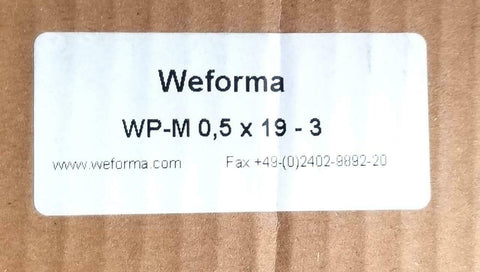 Weforma
WP-M 0,5 x 19 - 3
www.weforma.com Fax +49-(0)2402-9892-20